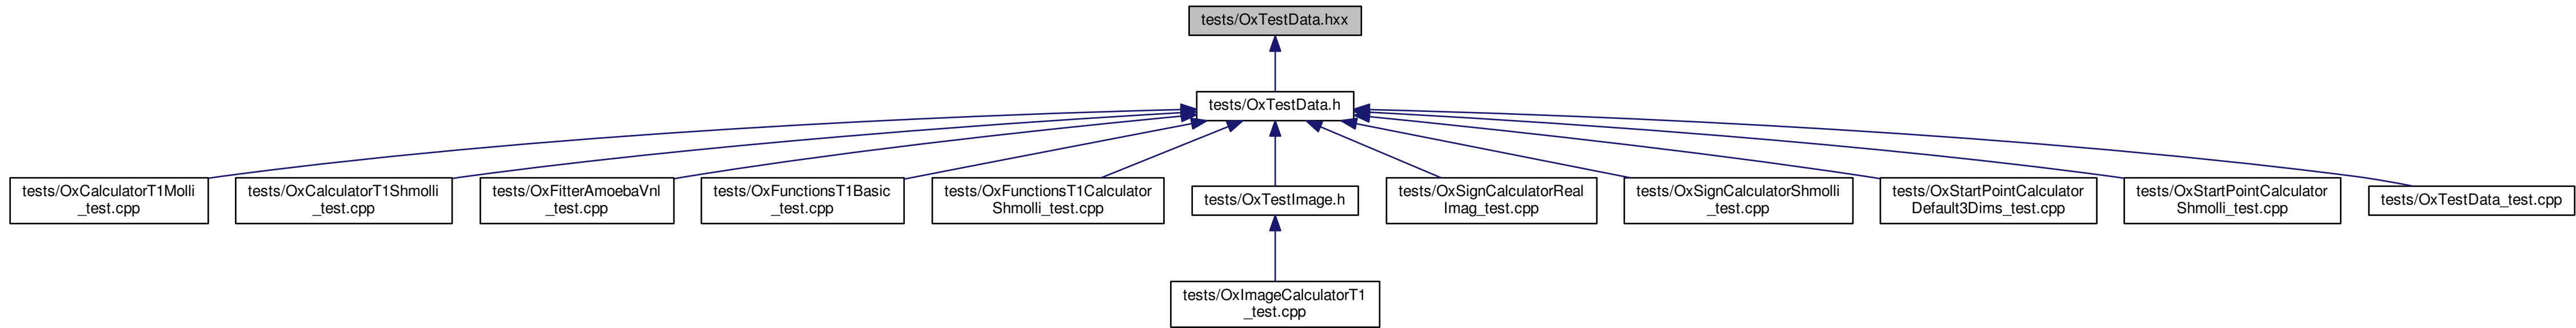 tests/OxTestData.hxx
tests/OxTestData.h
tests/OxCalculatorT1Molli
_test.cpp
tests/OxCalculatorT1Shmolli
_test.cpp
tests/OxFitterAmoebaVnl
_test.cpp
tests/OxFunctionsT1Basic
_test.cpp
tests/OxFunctionsT1Calculator
Shmolli_test.cpp
tests/OxTestImage.h
tests/OxSignCalculatorReal
Imag_test.cpp
tests/OxSignCalculatorShmolli
_test.cpp
tests/OxStartPointCalculator
Default3Dims_test.cpp
tests/OxStartPointCalculator
Shmolli_test.cpp
tests/OxTestData_test.cpp
tests/OxImageCalculatorT1
_test.cpp